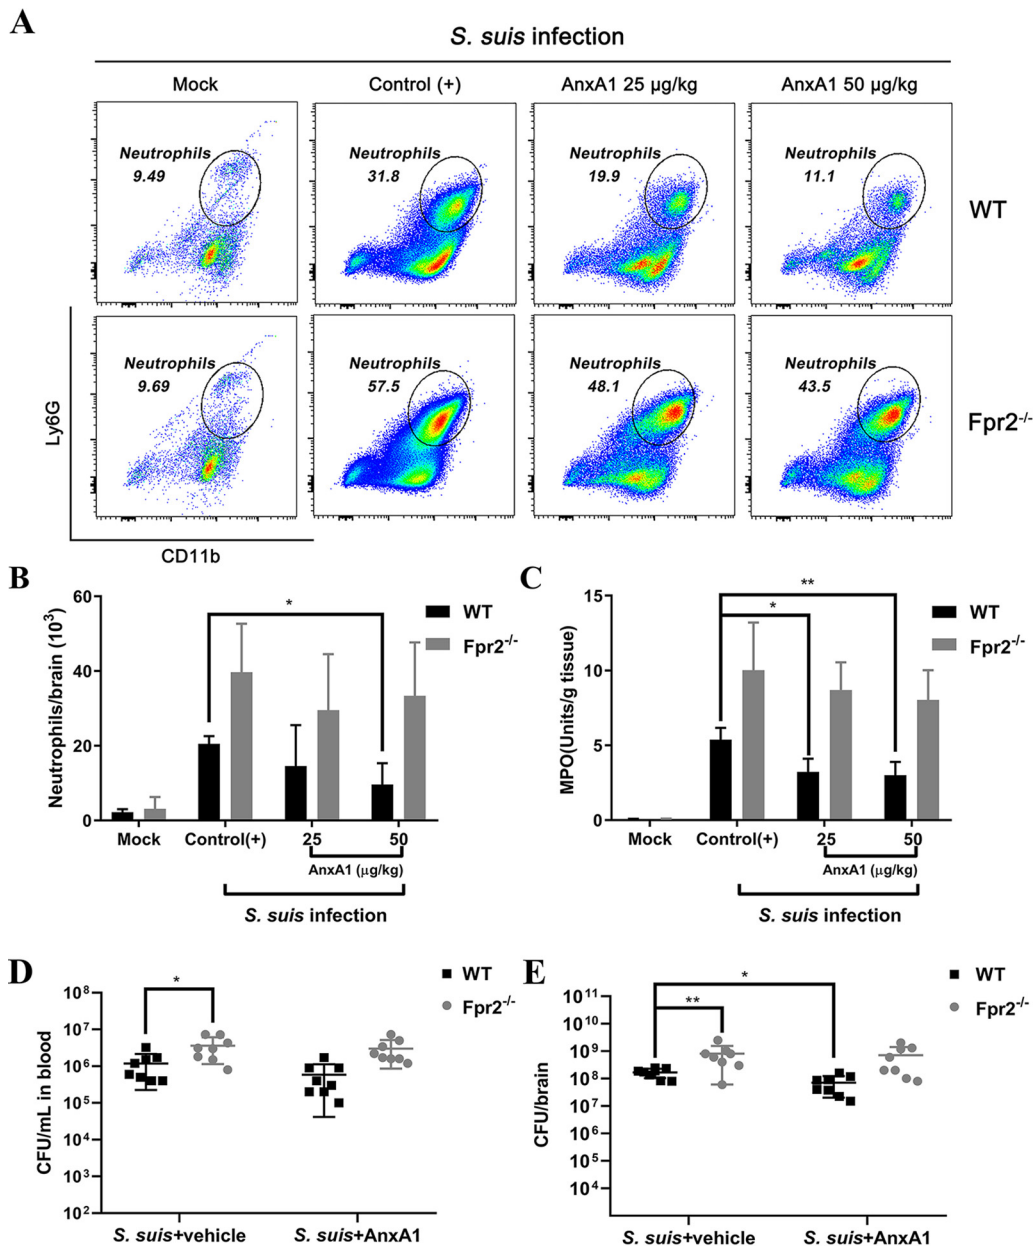 A
S. suis infection
Mock
Control (+)
AnxA1 25 µg/kg
AnxA1 50 µg/kg
Neutrophils
9.49
Neutrophils
31.8
Neutrophils
19.9
Neutrophils
11.1
WT
Neutrophils
9.69
Neutrophils
57.5
Neutrophils
48.1
Neutrophils
43.5
Fpr2-/-
Ly6G
CD11b
B
Neutrophils/brain (10³)
60
40
20
0
*
WT
Fpr2-/-
Mock
Control(+)
25
50
AnxA1 (µg/kg)
S. suis infection
C
MPO(Units/g tissue)
15
10
5
0
*
**
WT
Fpr2-/-
Mock
Control(+)
25
50
AnxA1 (µg/kg)
S. suis infection
D
CFU/mL in blood
10⁸
10⁷
10⁶
10⁵
10⁴
10³
10²
*
WT
Fpr2-/-
S. suis+vehicle
S. suis+AnxA1
E
CFU/brain
10¹¹
10¹⁰
10⁹
10⁸
10⁷
10⁶
10⁵
10⁴
*
**
WT
Fpr2-/-
S. suis+vehicle
S. suis+AnxA1